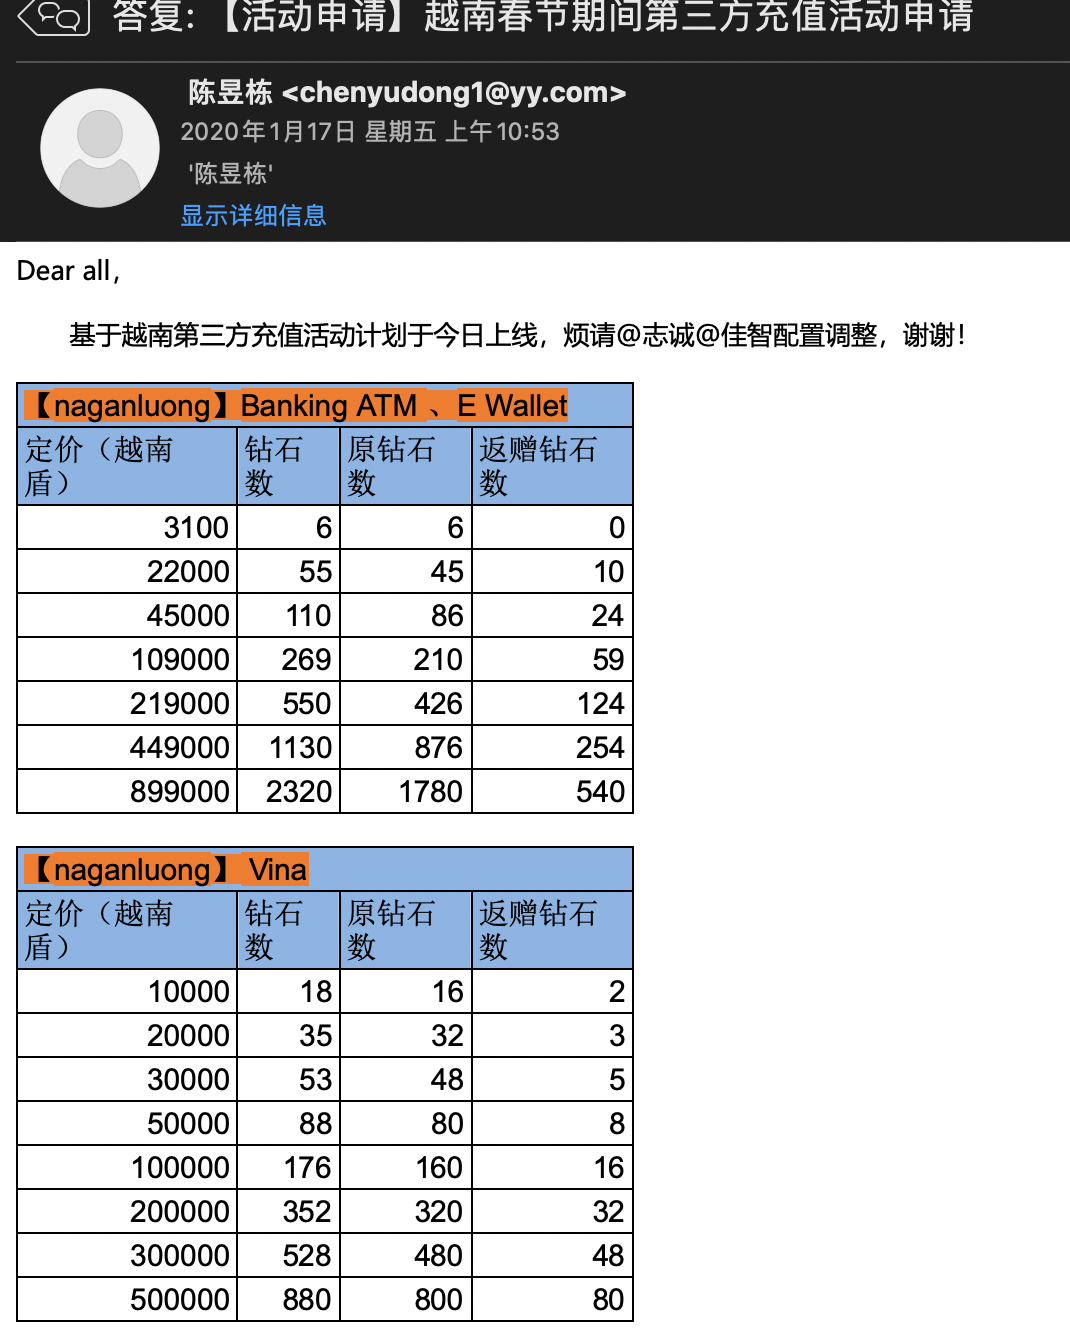 答复:【活动申请】越南春节期间第三方充值活动申请
陈昱栋 <chenyudong1@yy.com>
2020年1月17日 星期五 上午10:53
'陈昱栋'
显示详细信息
Dear all,
基于越南第三方充值活动计划于今日上线，烦请@志诚@佳智配置调整，谢谢！
【naganluong】Banking ATM 、E Wallet
定价（越南盾） 钻石数 原钻石数 返赠钻石数
3100 6 6 0
22000 55 45 10
45000 110 86 24
109000 269 210 59
219000 550 426 124
449000 1130 876 254
899000 2320 1780 540
【naganluong】 Vina
定价（越南盾） 钻石数 原钻石数 返赠钻石数
10000 18 16 2
20000 35 32 3
30000 53 48 5
50000 88 80 8
100000 176 160 16
200000 352 320 32
300000 528 480 48
500000 880 800 80